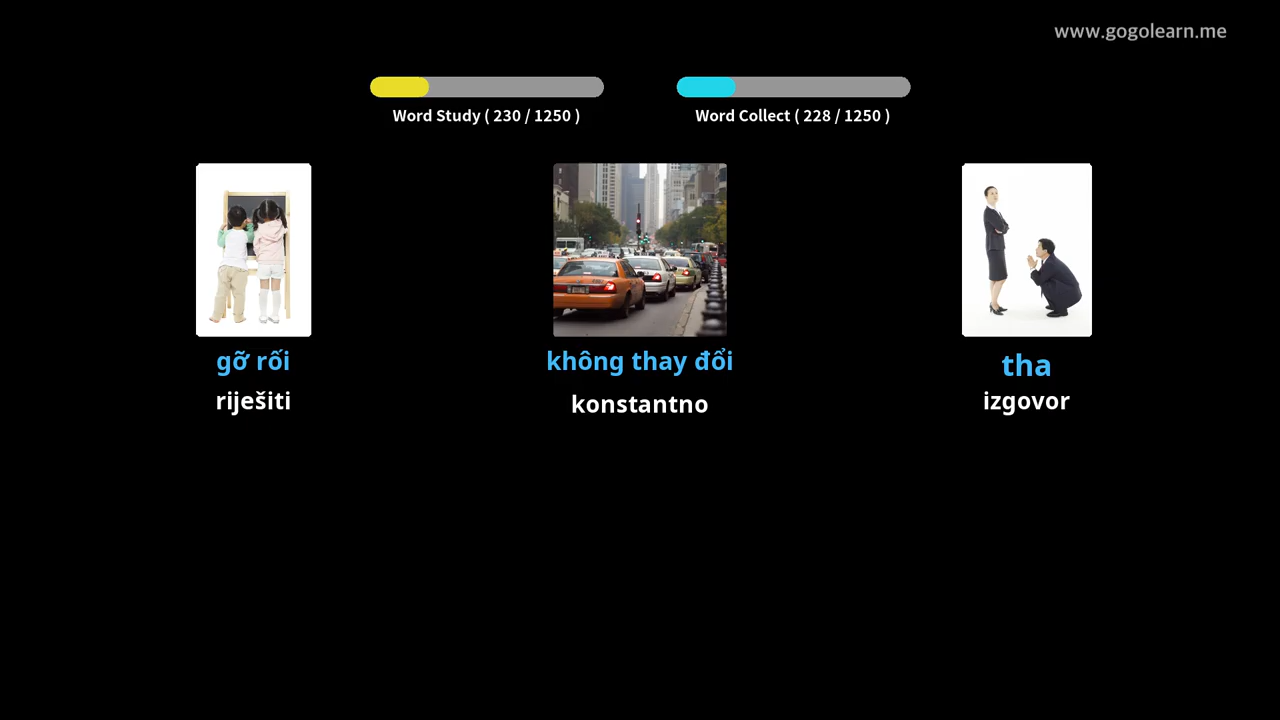 www.gogolearn.me
Word Study ( 230 / 1250 )
Word Collect ( 228 / 1250 )
gỡ rối
riješiti
không thay đổi
konstantno
tha
izgovor